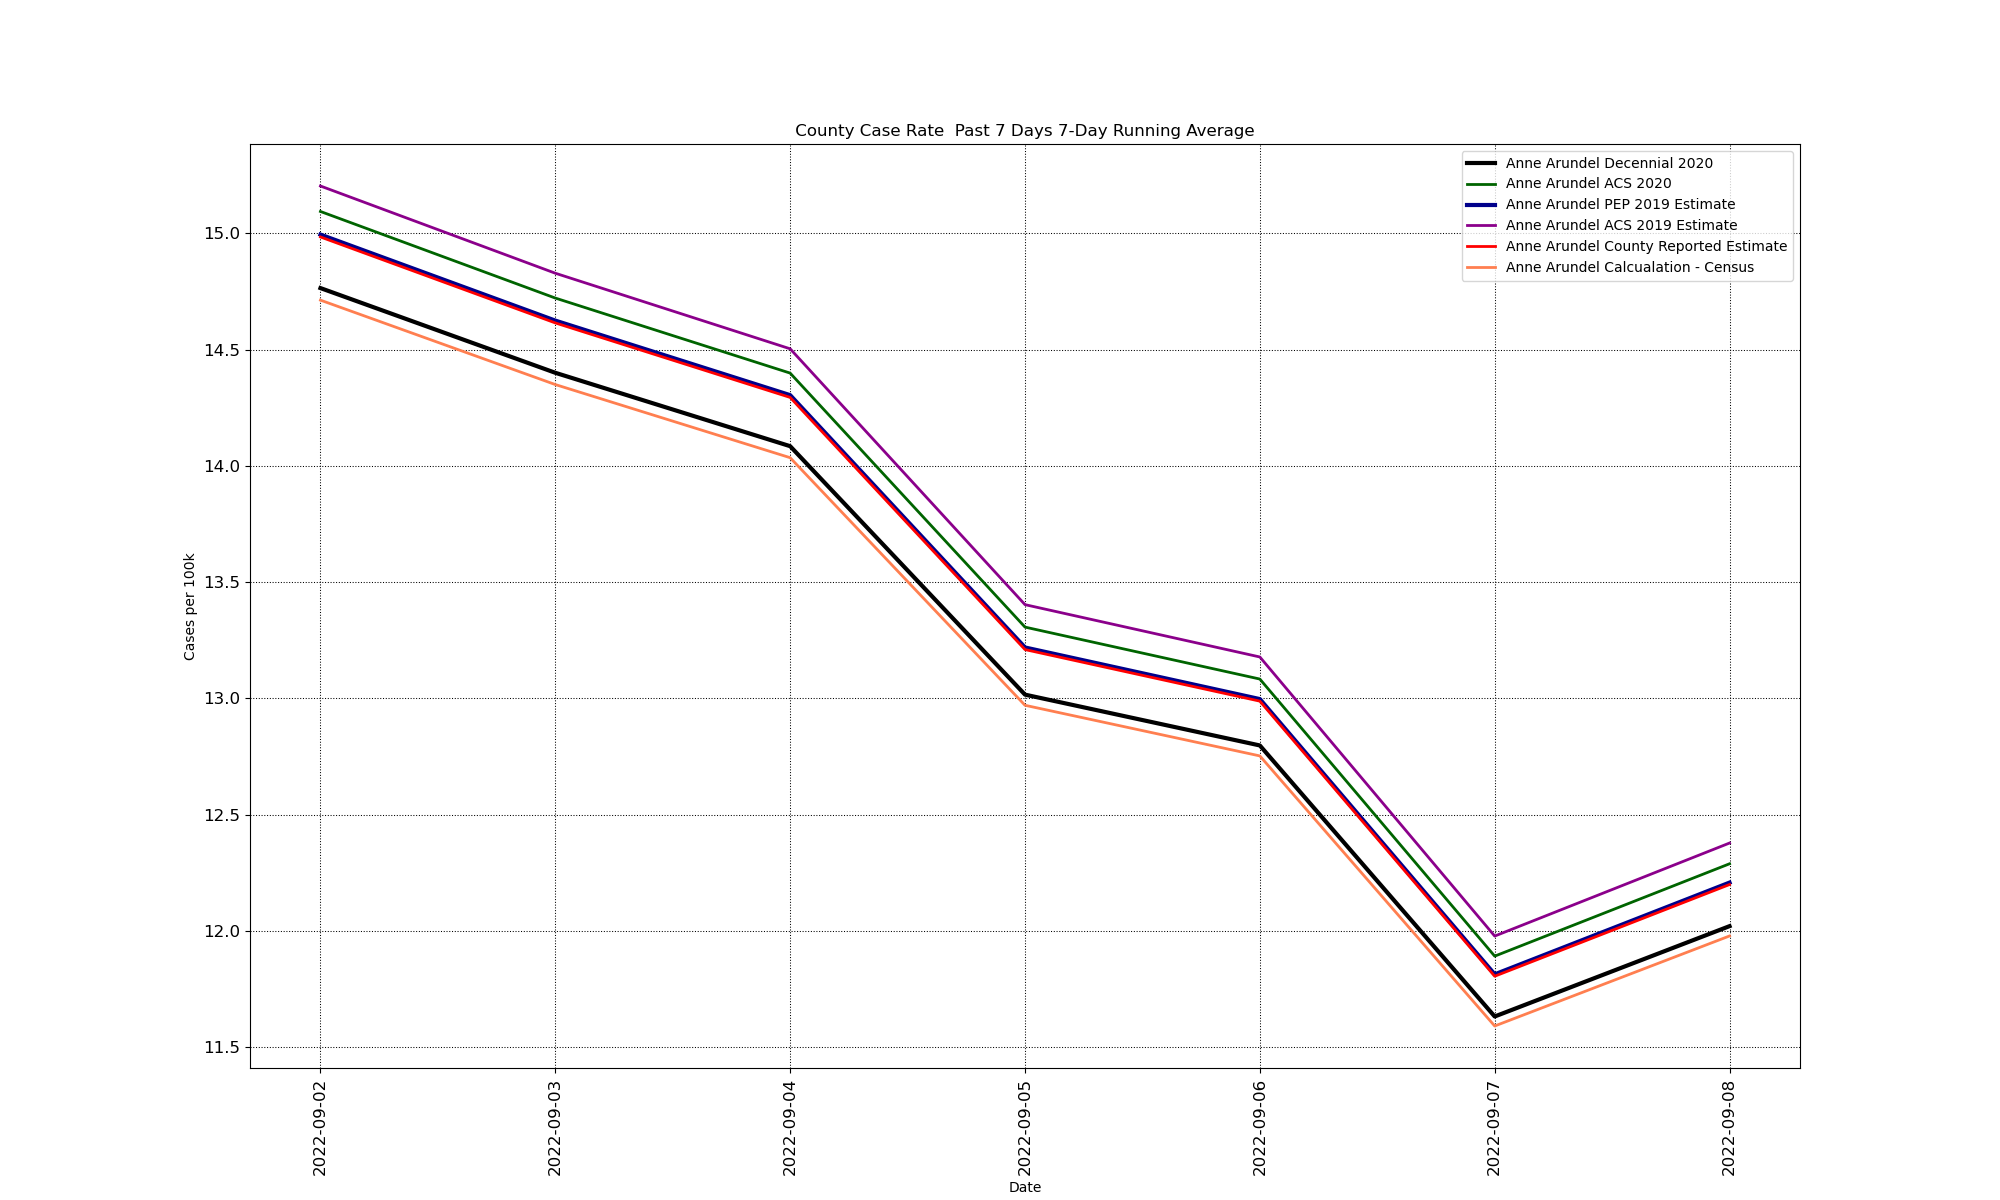 County Case Rate  Past 7 Days 7-Day Running Average
Anne Arundel Decennial 2020
Anne Arundel ACS 2020
Anne Arundel PEP 2019 Estimate
Anne Arundel ACS 2019 Estimate
Anne Arundel County Reported Estimate
Anne Arundel Calcualation - Census
Cases per 100k
15.0
14.5
14.0
13.5
13.0
12.5
12.0
11.5
2022-09-02
2022-09-03
2022-09-04
2022-09-05
2022-09-06
2022-09-07
2022-09-08
Date